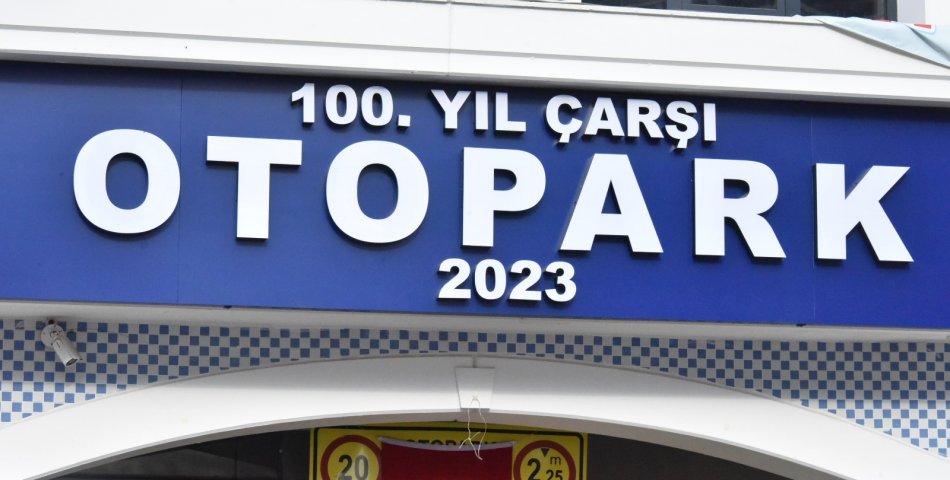 100. YIL ÇARŞI
OTOPARK
2023
20
2 m 25